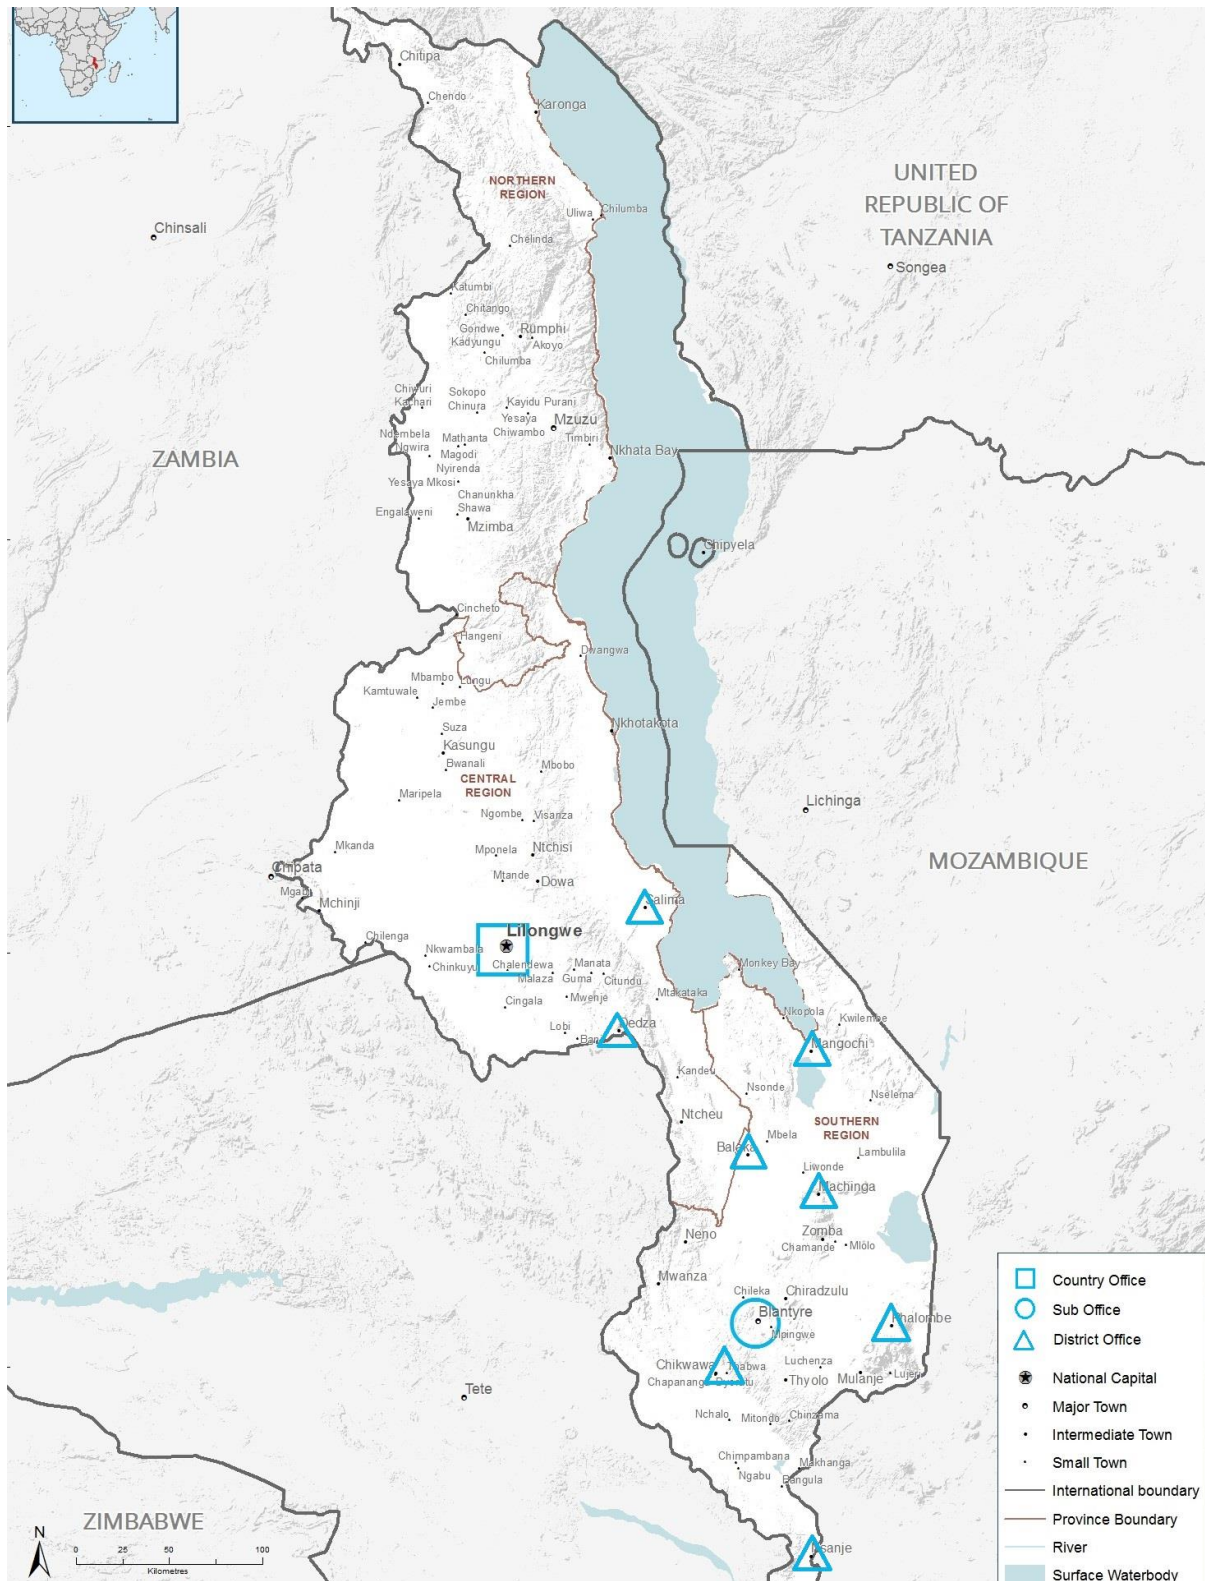 Chitipa
Chendo
Karonga
NORTHERN
REGION
UNITED
REPUBLIC OF
TANZANIA
Uliwa
Chilumba
Chinsali
Chelinda
Songea
Katumbi
Chitango
Gondwe
Rumphi
Kadyungu
Akoyo
Chilumba
Chiwuri
Kachari
Sokopo
Chinura
Kayidu Purani
Yesaya
Chiwambo
Mzuzu
Ndembela
Ngwira
Mathanta
Timbiri
ZAMBIA
Magodi
Nkhata Bay
Nyirenda
Yesaya Mkosi
Chanunkha
Shawa
Engalaweni
Mzimba
Chipyela
Cincheto
Hangeni
Dwangwa
Mbambo
Lungu
Kamtuwale
Jembe
Nkhotakota
Suza
Kasungu
Bwanali
Mbobo
CENTRAL
REGION
Maripela
Lichinga
Ngombe
Visanza
Mkanda
Mponela
Ntchisi
MOZAMBIQUE
Chipata
Mtande
Dowa
Mchinji
Salima
Lilongwe
Chilenga
Nkwambala
Chinkuyu
Chalendewa
Manata
Monkey Bay
Malaza
Guma
Citundu
Cingala
Mwenje
Mtakataka
Nkopola
Kwilembe
Lobi
Dedza
Mangochi
Kandeu
Nsonde
Nselema
Ntcheu
SOUTHERN
REGION
Mbela
Balaka
Lambulila
Liwonde
Machinga
Neno
Zomba
Chamande
Mlolo
Mwanza
Chileka
Chiradzulu
Blantyre
Mpingwe
Phalombe
Chikwawa
Thabwa
Luchenza
Chapananga
Thyolo
Mulanje
Lujeri
Tete
Nchalo
Mitondo
Chinzama
Chimpambana
Ngabu
Makhanga
Bangula
ZIMBABWE
Nsanje
N
0 25 50 100
Kilometres
Country Office
Sub Office
District Office
National Capital
Major Town
Intermediate Town
Small Town
International boundary
Province Boundary
River
Surface Waterbody